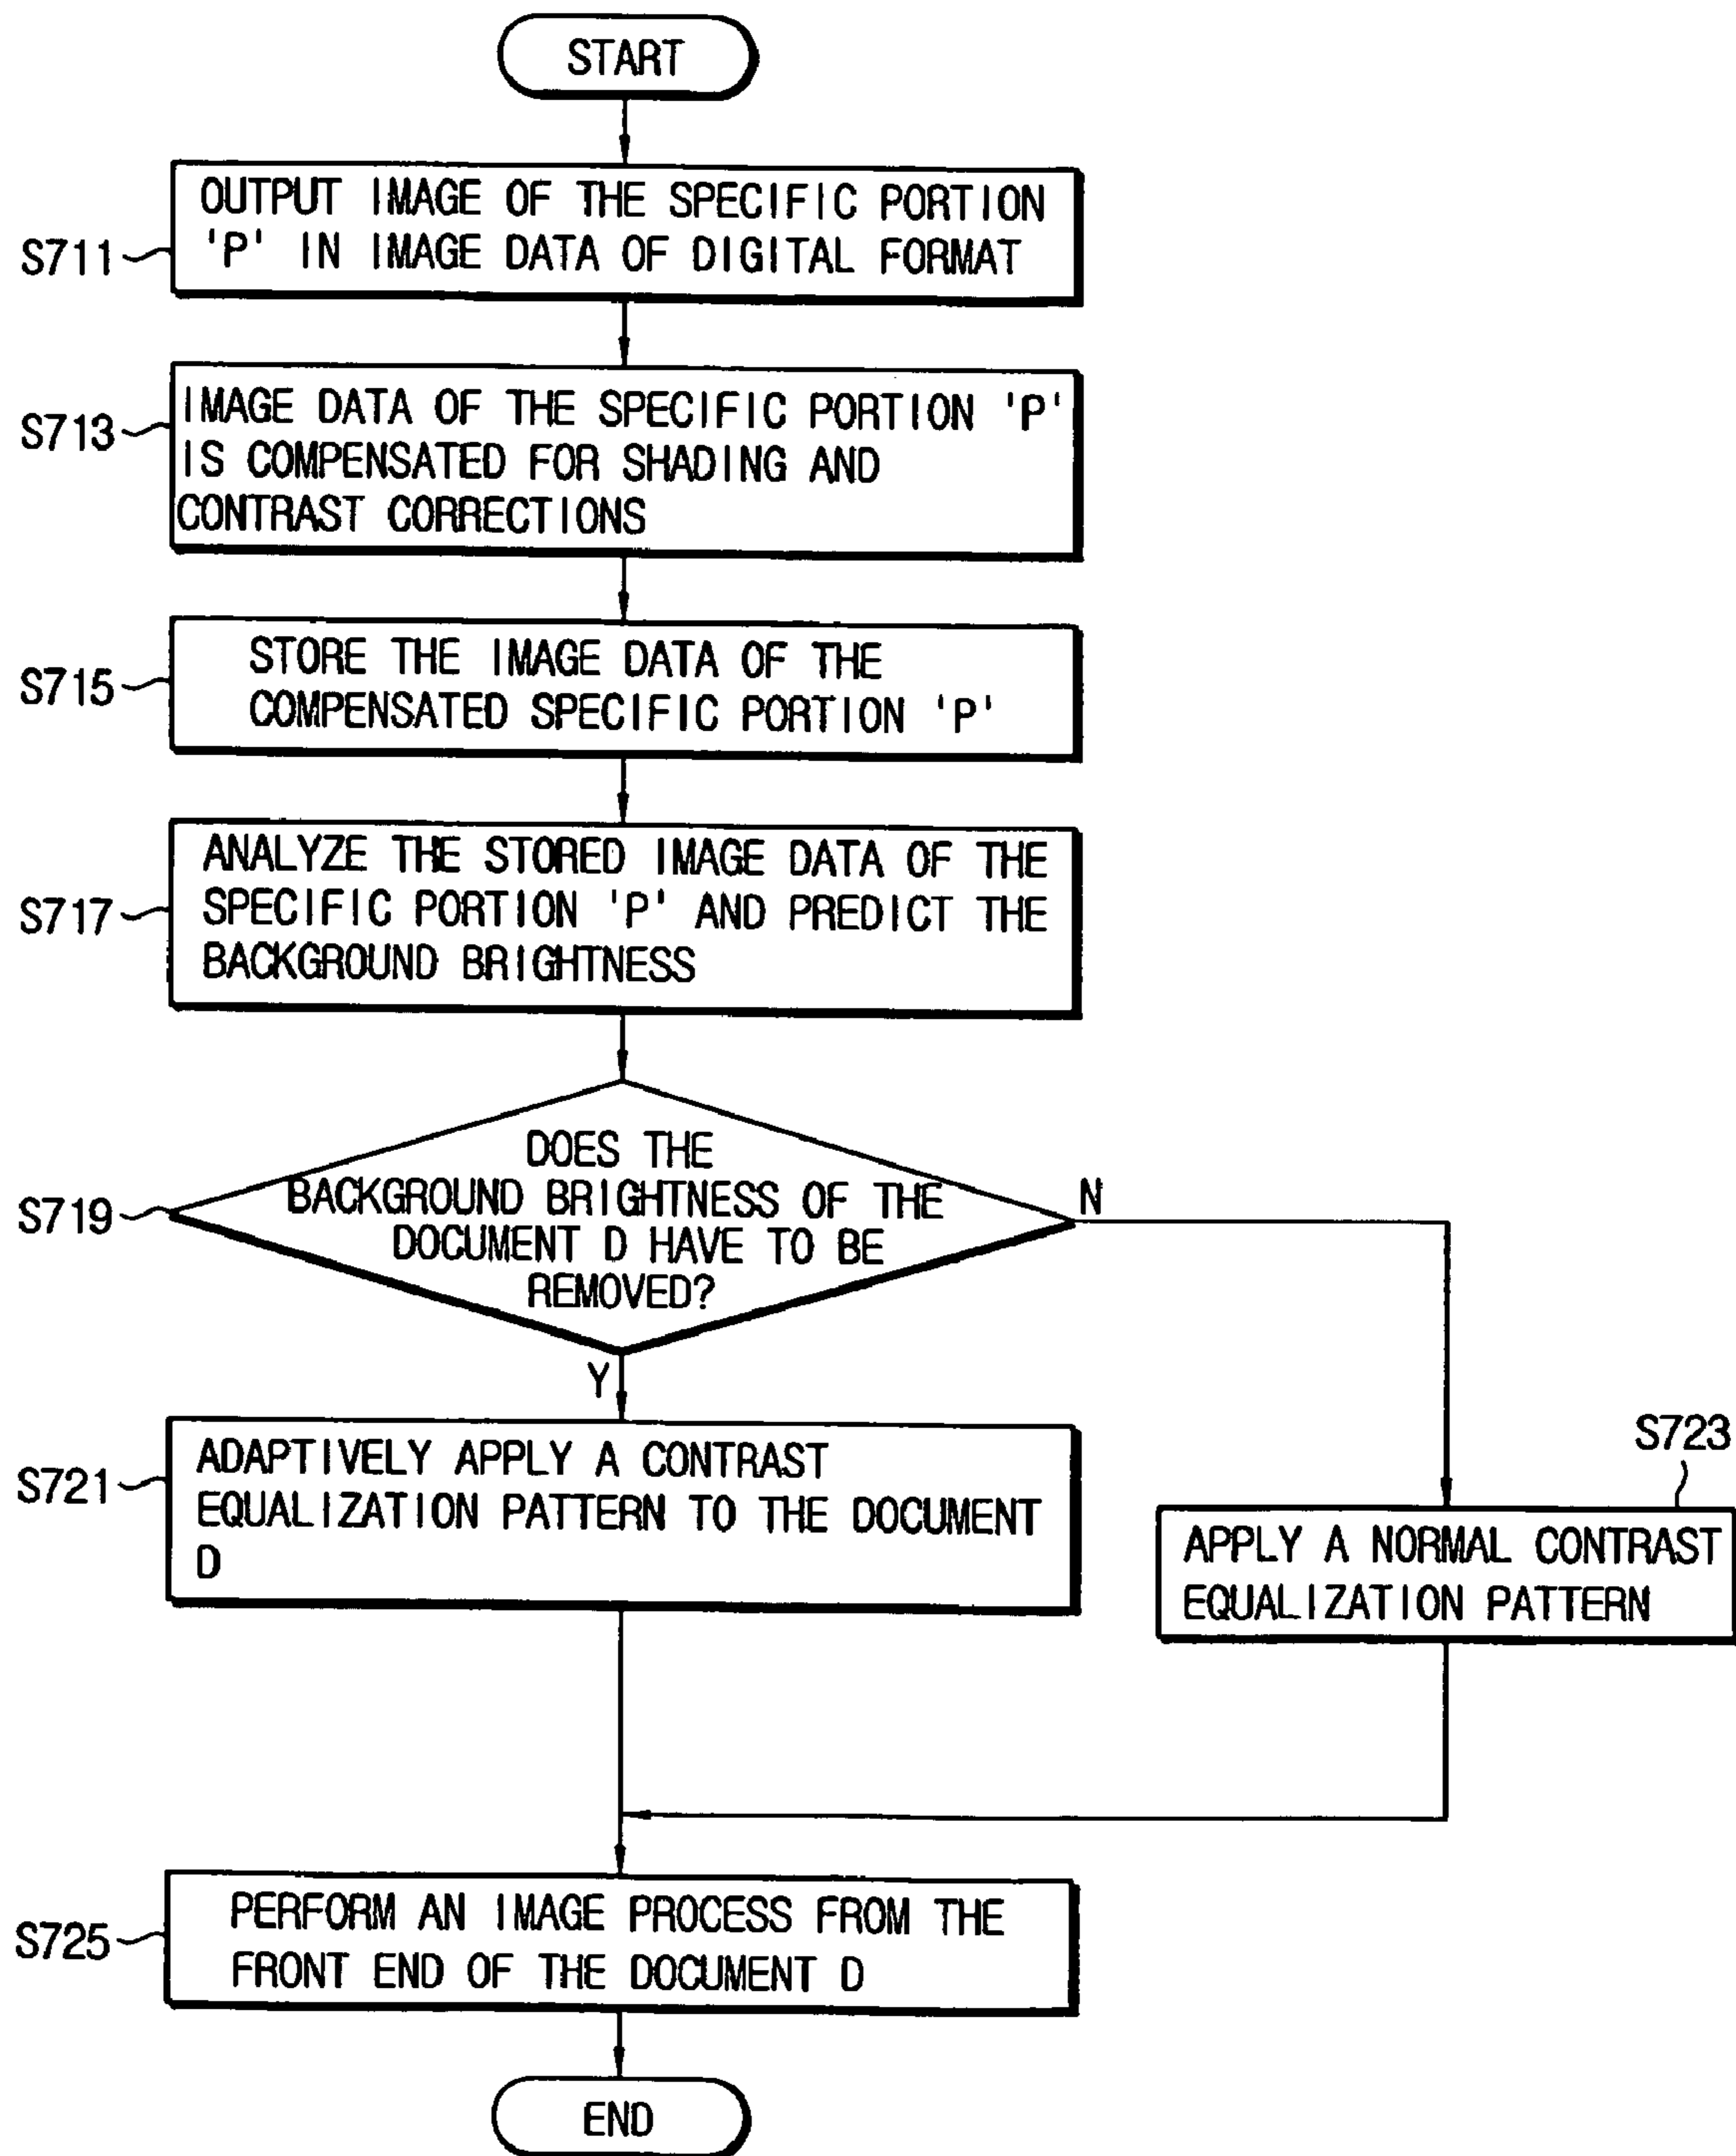 START
OUTPUT IMAGE OF THE SPECIFIC PORTION
'P' IN IMAGE DATA OF DIGITAL FORMAT
S711
IMAGE DATA OF THE SPECIFIC PORTION 'P'
IS COMPENSATED FOR SHADING AND
CONTRAST CORRECTIONS
S713
STORE THE IMAGE DATA OF THE
COMPENSATED SPECIFIC PORTION 'P'
S715
ANALYZE THE STORED IMAGE DATA OF THE
SPECIFIC PORTION 'P' AND PREDICT THE
BACKGROUND BRIGHTNESS
S717
DOES THE
BACKGROUND BRIGHTNESS OF THE
DOCUMENT D HAVE TO BE
REMOVED?
S719
N
Y
ADAPTIVELY APPLY A CONTRAST
EQUALIZATION PATTERN TO THE DOCUMENT
D
S721
S723
APPLY A NORMAL CONTRAST
EQUALIZATION PATTERN
PERFORM AN IMAGE PROCESS FROM THE
FRONT END OF THE DOCUMENT D
S725
END